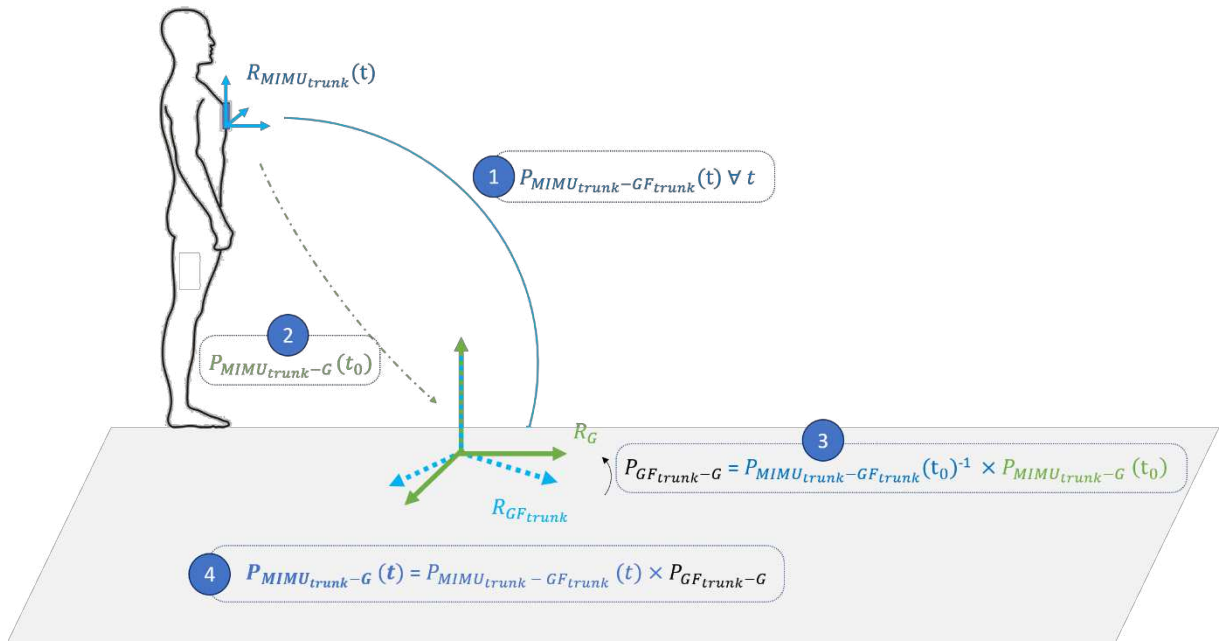 R_{MIMU_{trunk}}(t)
1
P_{MIMU_{trunk}-GF_{trunk}}(t) ∀ t
2
P_{MIMU_{trunk}-G}(t_0)
R_G
3
P_{GF_{trunk}-G} = P_{MIMU_{trunk}-GF_{trunk}}(t_0)^{-1} × P_{MIMU_{trunk}-G}(t_0)
R_{GF_{trunk}}
4
P_{MIMU_{trunk}-G}(t) = P_{MIMU_{trunk}-GF_{trunk}}(t) × P_{GF_{trunk}-G}